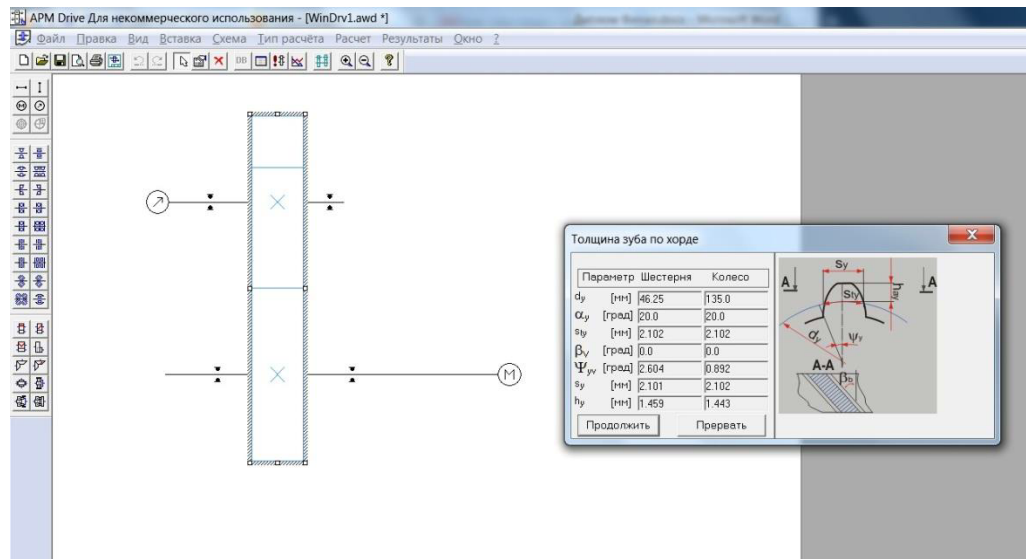 APM Drive Для некоммерческого использования - [WinDrv1.awd *]
Файл Правка Вид Вставка Схема Тип расчёта Расчет Результаты Окно ?
DB
M
Толщина зуба по хорде
Параметр Шестерня Колесо
dy [мм] 46.25 135.0
αy [град] 20.0 20.0
sty [мм] 2.102 2.102
βv [град] 0.0 0.0
Ψyv [град] 2.604 0.892
sy [мм] 2.101 2.102
hy [мм] 1.459 1.443
Продолжить Прервать
Sy
A A
Sty
hay
dy Ψy
A-A
βb